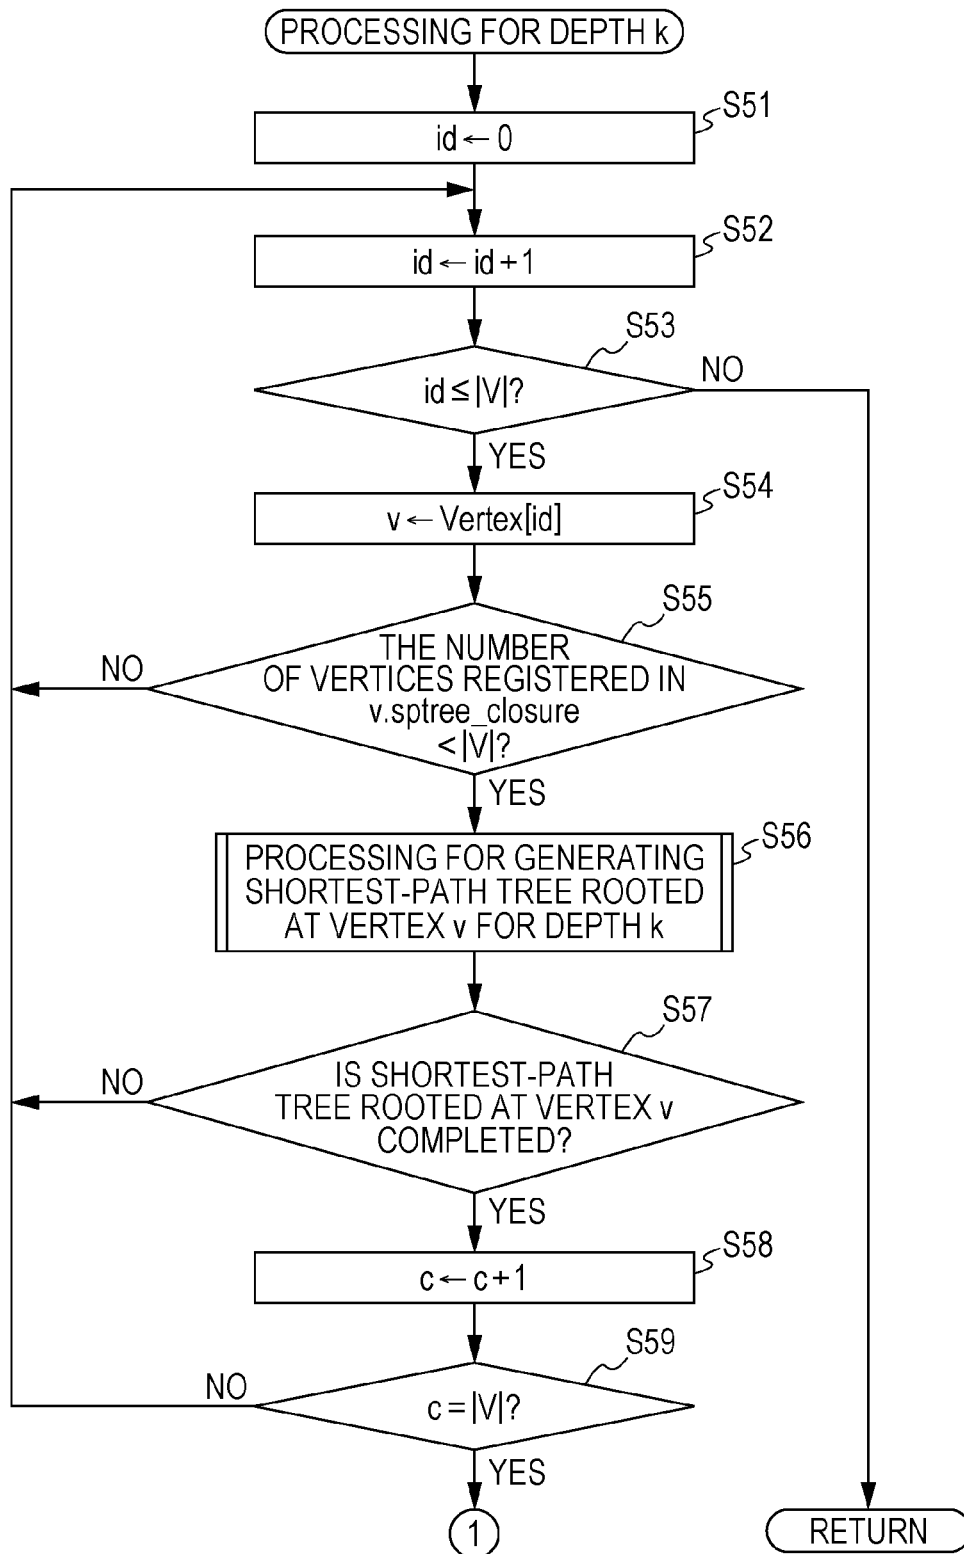 PROCESSING FOR DEPTH k
S51
id ← 0
S52
id ← id + 1
S53
id ≤ |V|?
NO
YES
S54
v ← Vertex[id]
S55
THE NUMBER
OF VERTICES REGISTERED IN
v.sptree_closure
< |V|?
NO
YES
S56
PROCESSING FOR GENERATING
SHORTEST-PATH TREE ROOTED
AT VERTEX v FOR DEPTH k
S57
IS SHORTEST-PATH
TREE ROOTED AT VERTEX v
COMPLETED?
NO
YES
S58
c ← c + 1
S59
c = |V|?
NO
YES
1
RETURN